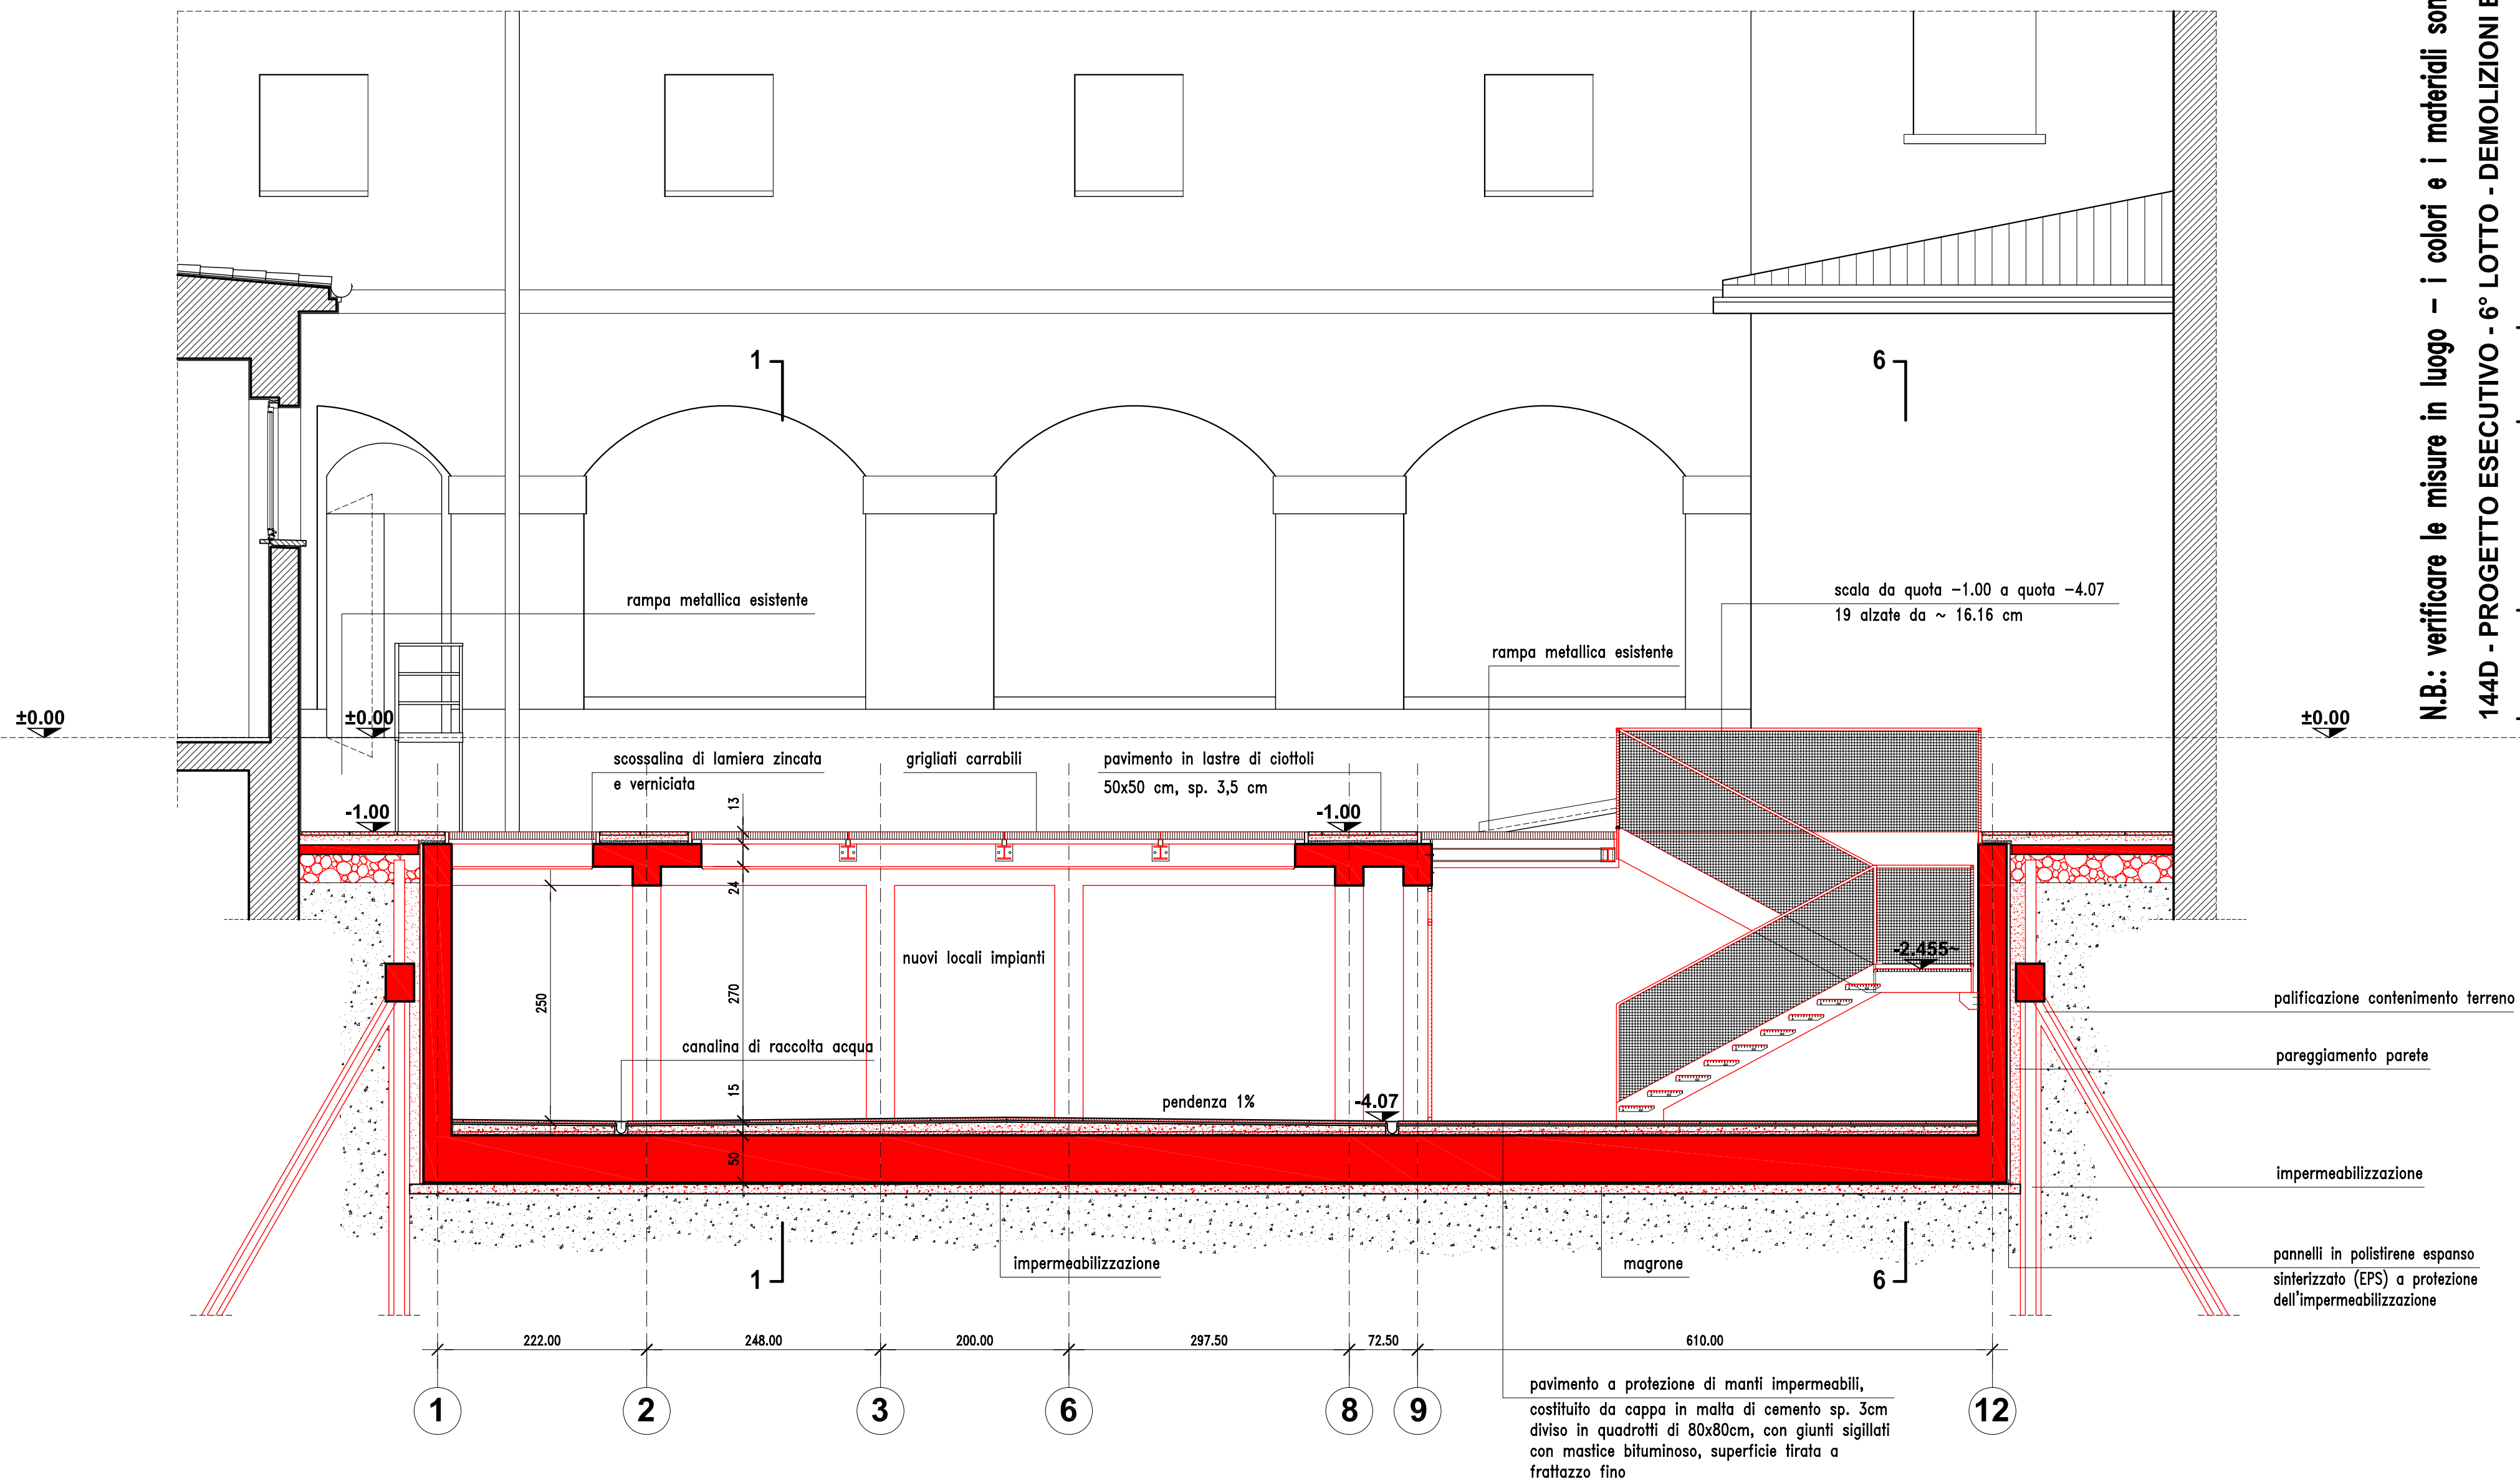 1
6
rampa metallica esistente
scala da quota -1.00 a quota -4.07
19 alzate da ~ 16.16 cm
rampa metallica esistente
±0.00
±0.00
±0.00
scossalina di lamiera zincata
e verniciata
grigliati carrabili
pavimento in lastre di ciottoli
50x50 cm, sp. 3,5 cm
-1.00
-1.00
13
24
270
15
50
250
nuovi locali impianti
-2.455~
canalina di raccolta acqua
pendenza 1%
-4.07
palificazione contenimento terreno
pareggiamento parete
impermeabilizzazione
pannelli in polistirene espanso
sinterizzato (EPS) a protezione
dell'impermeabilizzazione
impermeabilizzazione
magrone
1
6
222.00
248.00
200.00
297.50
72.50
610.00
1
2
3
6
8
9
12
pavimento a protezione di manti impermeabili,
costituito da cappa in malta di cemento sp. 3cm
diviso in quadrotti di 80x80cm, con giunti sigillati
con mastice bituminoso, superficie tirata a
frattazzo fino
N.B.: verificare le misure in luogo - i colori e i materiali
144D - PROGETTO ESECUTIVO - 6° LOTTO - DEMOLIZIONI